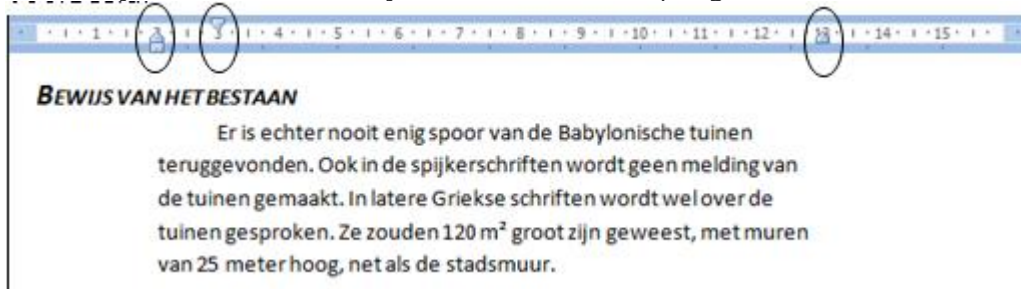 1 2 3 4 5 6 7 8 9 10 11 12 13 14 15
BEWIJS VAN HET BESTAAN
Er is echter nooit enig spoor van de Babylonische tuinen
teruggevonden. Ook in de spijkerschriften wordt geen melding van
de tuinen gemaakt. In latere Griekse schriften wordt wel over de
tuinen gesproken. Ze zouden 120 m² groot zijn geweest, met muren
van 25 meter hoog, net als de stadsmuur.